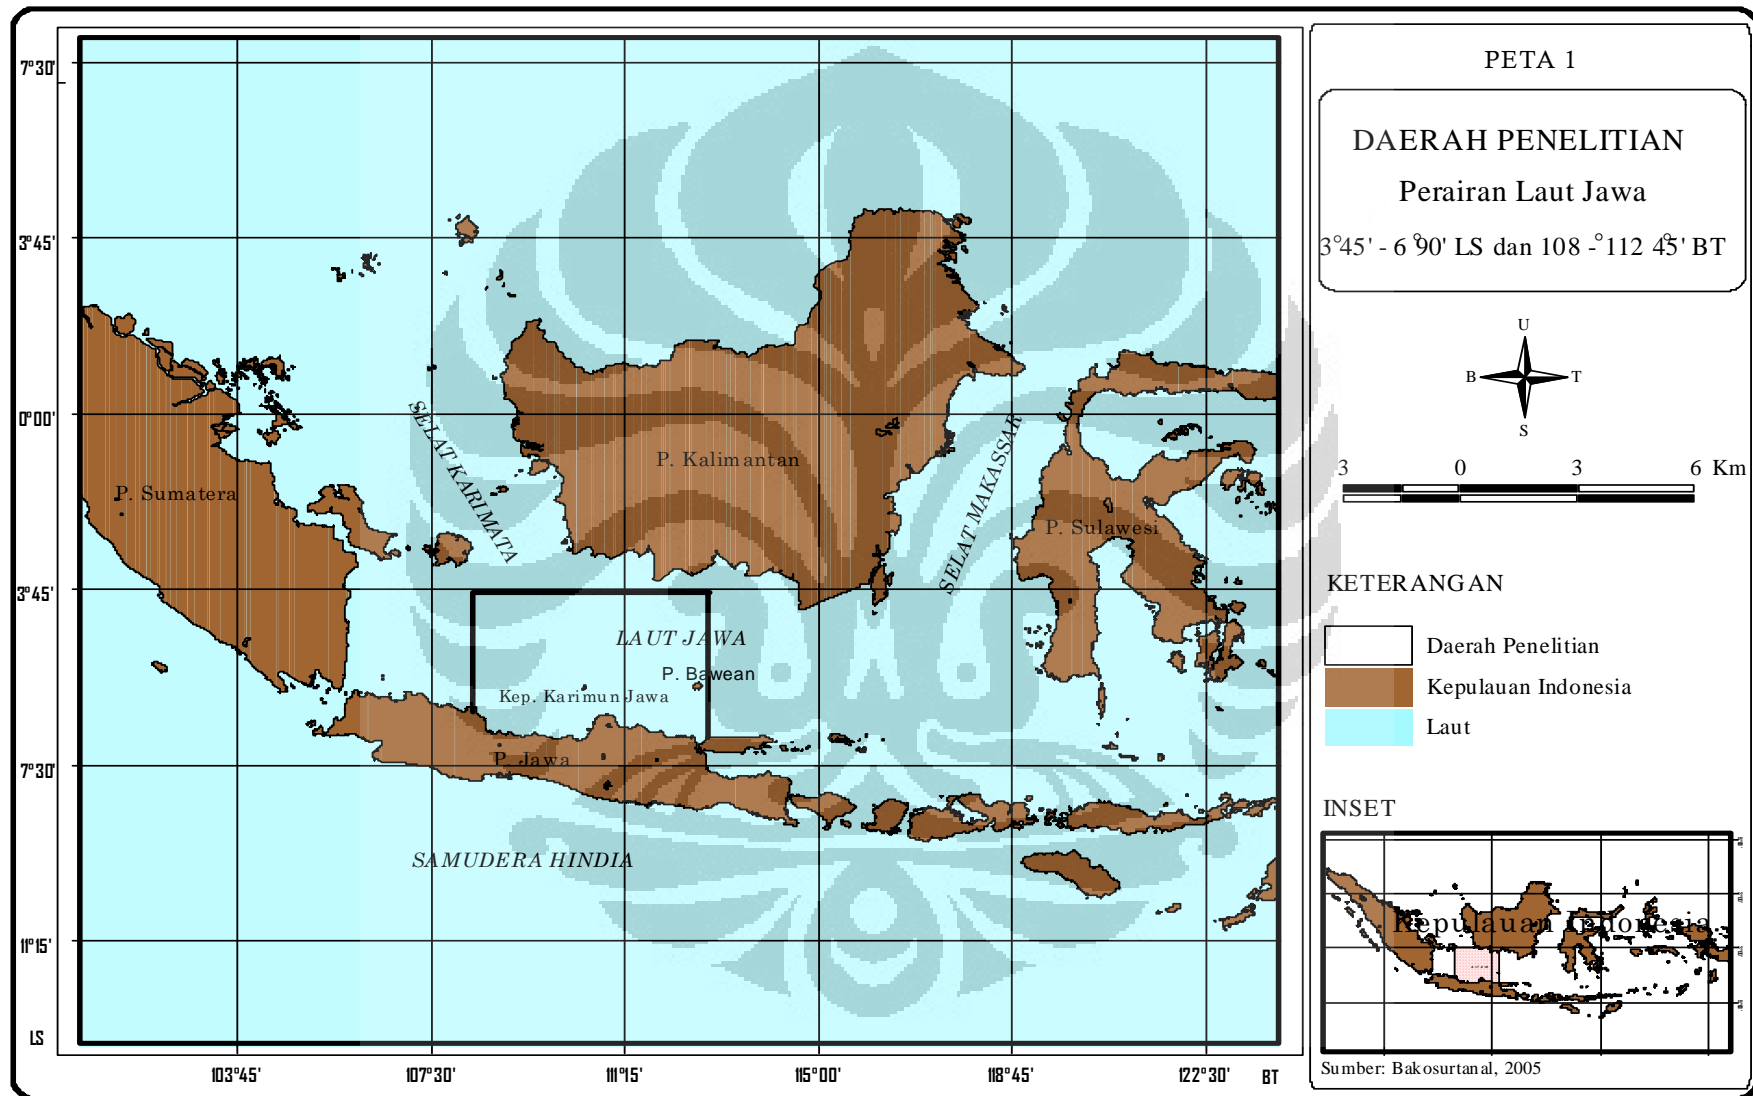 7°30'
3°45'
0°00'
3°45'
7°30'
11°15'
LS
103°45'
107°30'
111°15'
115°00'
118°45'
122°30'
BT
SELAT KARIMATA
SELAT MAKASSAR
P. Kalimantan
P. Sumatera
P. Sulawesi
LAUT JAWA
P. Bawean
Kep. Karimun Jawa
P. Jawa
SAMUDERA HINDIA
PETA 1
DAERAH PENELITIAN
Perairan Laut Jawa
3°45' - 6°90' LS dan 108 -°112 45°' BT
U
B
T
S
3 0 3 6 Km
KETERANGAN
Daerah Penelitian
Kepulauan Indonesia
Laut
INSET
Kepulauan Indonesia
Sumber: Bakosurtanal, 2005